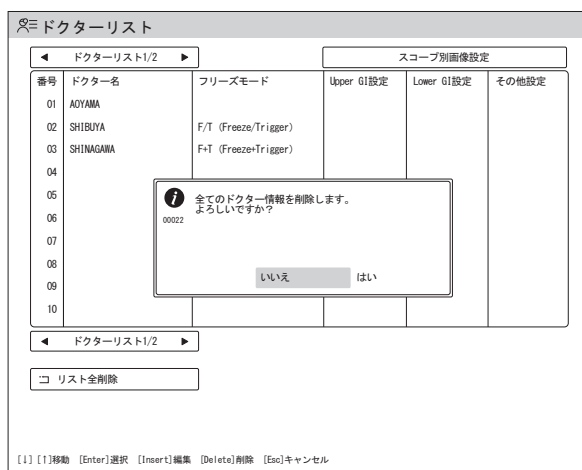 ドクターリスト
◀ ドクターリスト1/2 ▶
スコープ別画像設定
番号 ドクター名 フリーズモード Upper GI設定 Lower GI設定 その他設定
01 AOYAMA
02 SHIBUYA F/T (Freeze/Trigger)
03 SHINAGAWA F+T (Freeze+Trigger)
04
05
06
07
08
09
10
全てのドクター情報を削除します。
よろしいですか？
00022
いいえ はい
◀ ドクターリスト1/2 ▶
リスト全削除
[↓][↑]移動 [Enter]選択 [Insert]編集 [Delete]削除 [Esc]キャンセル